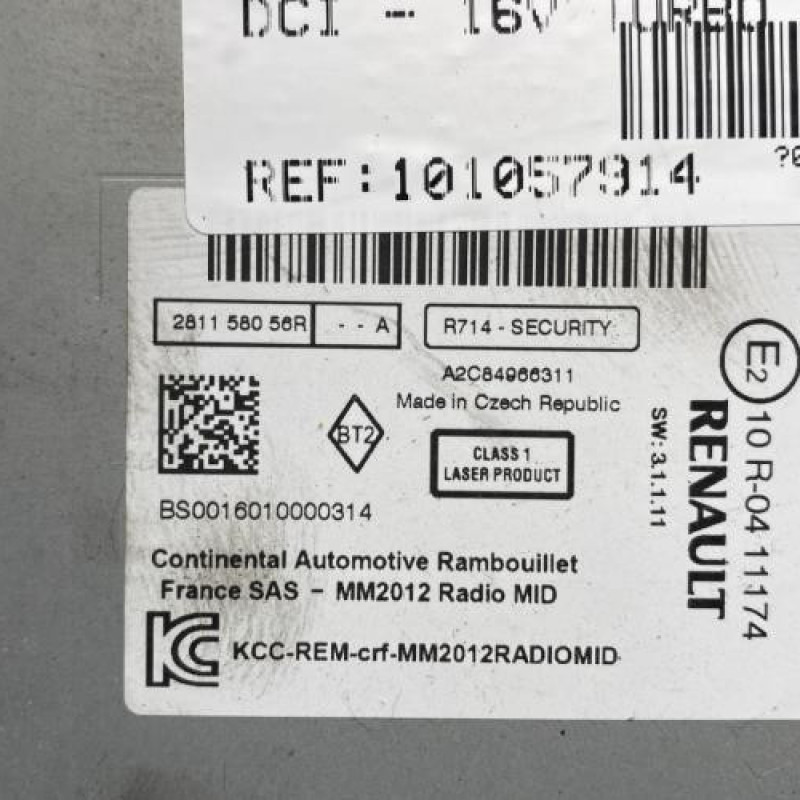 DCI - 16V TURBO
REF:101057914
2811 580 56R
- - A
R714 - SECURITY
A2C84966311
Made in Czech Republic
BT2
CLASS 1
LASER PRODUCT
BS0016010000314
Continental Automotive Rambouillet
France SAS - MM2012 Radio MID
KC
KCC-REM-crf-MM2012RADIOMID
SW: 3.1.1.11
RENAULT
E2
10 R-04 11174